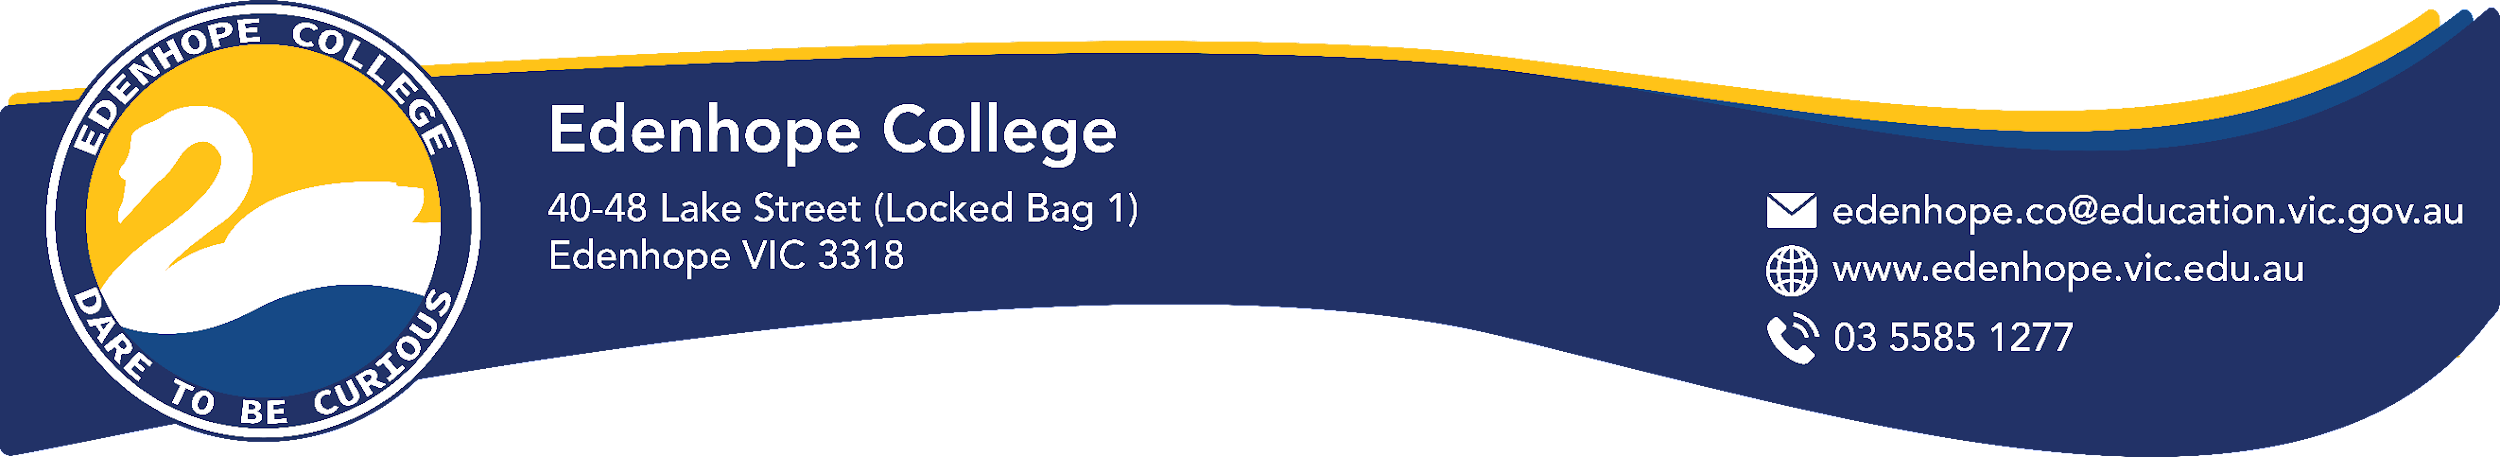 EDENHOPE COLLEGE
DARE TO BE CURIOUS
Edenhope College
40-48 Lake Street (Locked Bag 1)
Edenhope VIC 3318
edenhope.co@education.vic.gov.au
www.edenhope.vic.edu.au
03 5585 1277